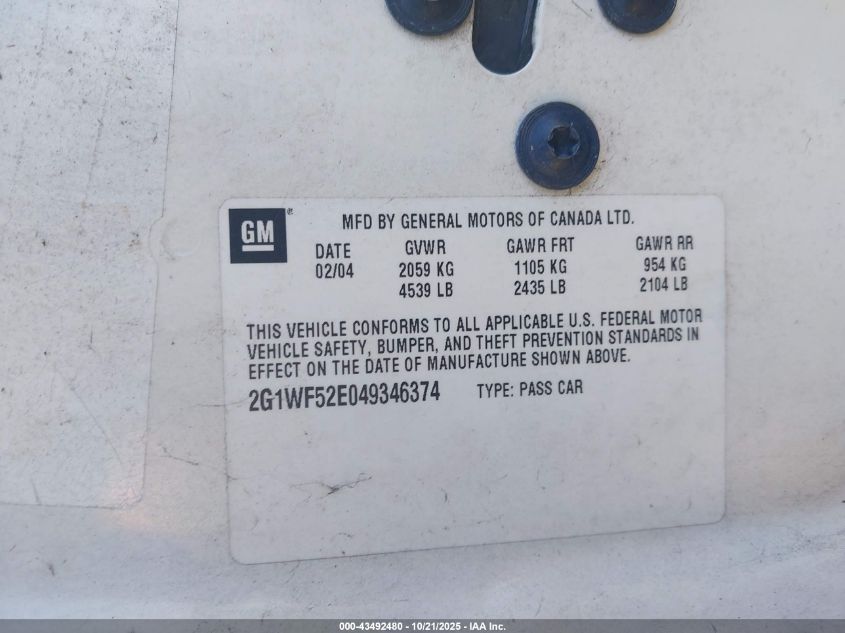 GM
MFD BY GENERAL MOTORS OF CANADA LTD.
DATE GVWR GAWR FRT GAWR RR
02/04 2059 KG 1105 KG 954 KG
4539 LB 2435 LB 2104 LB
THIS VEHICLE CONFORMS TO ALL APPLICABLE U.S. FEDERAL MOTOR
VEHICLE SAFETY, BUMPER, AND THEFT PREVENTION STANDARDS IN
EFFECT ON THE DATE OF MANUFACTURE SHOWN ABOVE.
2G1WF52E049346374 TYPE: PASS CAR
000-43492480 - 10/21/2025 - IAA Inc.